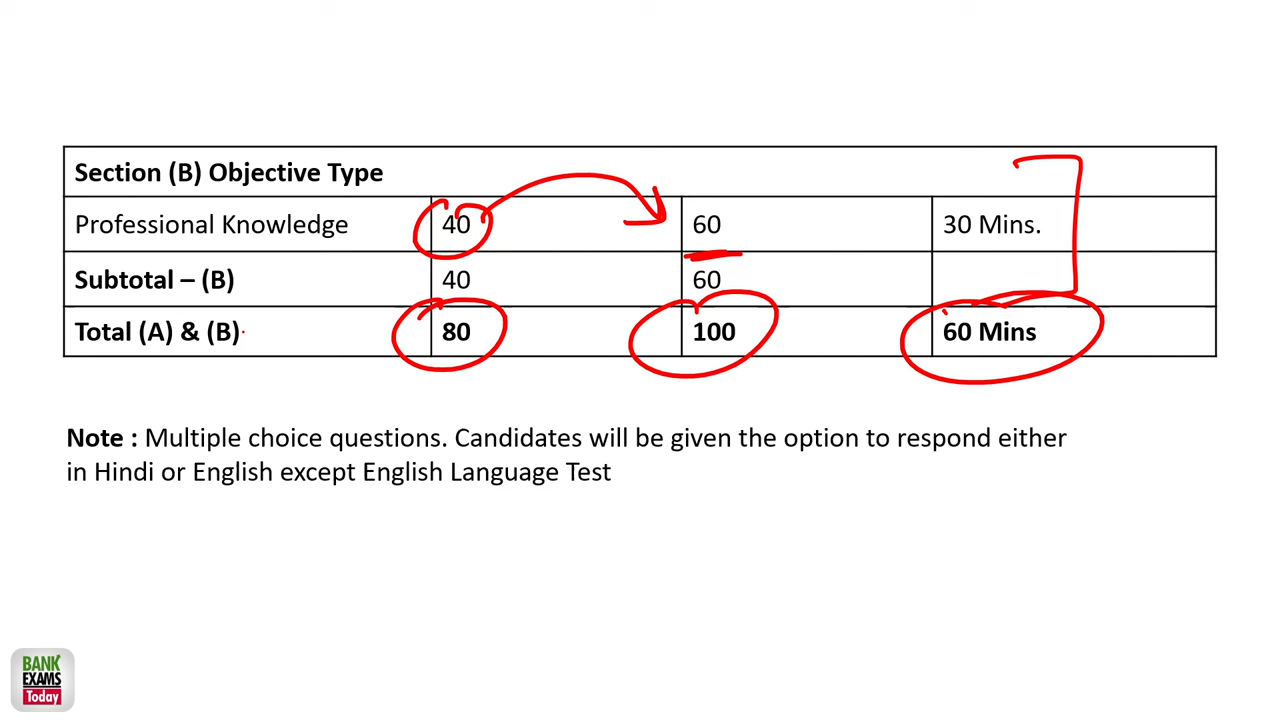 Section (B) Objective Type
Professional Knowledge 40 60 30 Mins.
Subtotal – (B) 40 60
Total (A) & (B) 80 100 60 Mins
Note : Multiple choice questions. Candidates will be given the option to respond either
in Hindi or English except English Language Test
BANK
EXAMS
Today